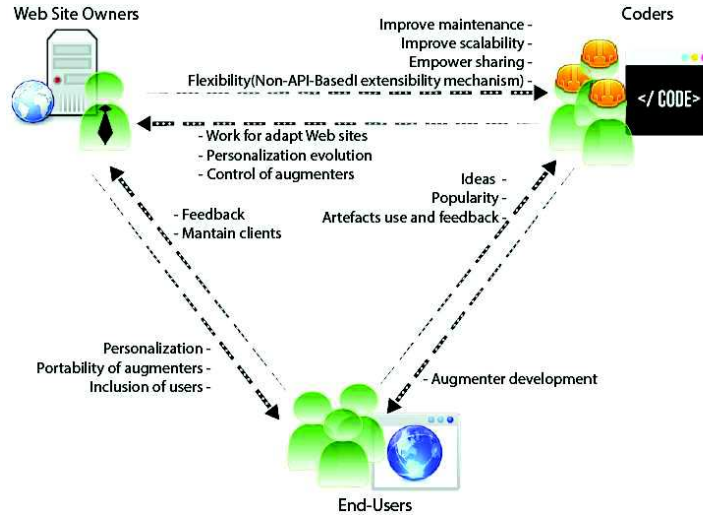 Web Site Owners
Coders
Improve maintenance -
Improve scalability -
Empower sharing -
Flexibility(Non-API-BasedI extensibility mechanism) -
</ CODE>
- Work for adapt Web sites
- Personalization evolution
- Control of augmenters
Ideas -
Popularity -
Artefacts use and feedback -
- Feedback
- Mantain clients
Personalization -
Portability of augmenters -
Inclusion of users -
- Augmenter development
End-Users